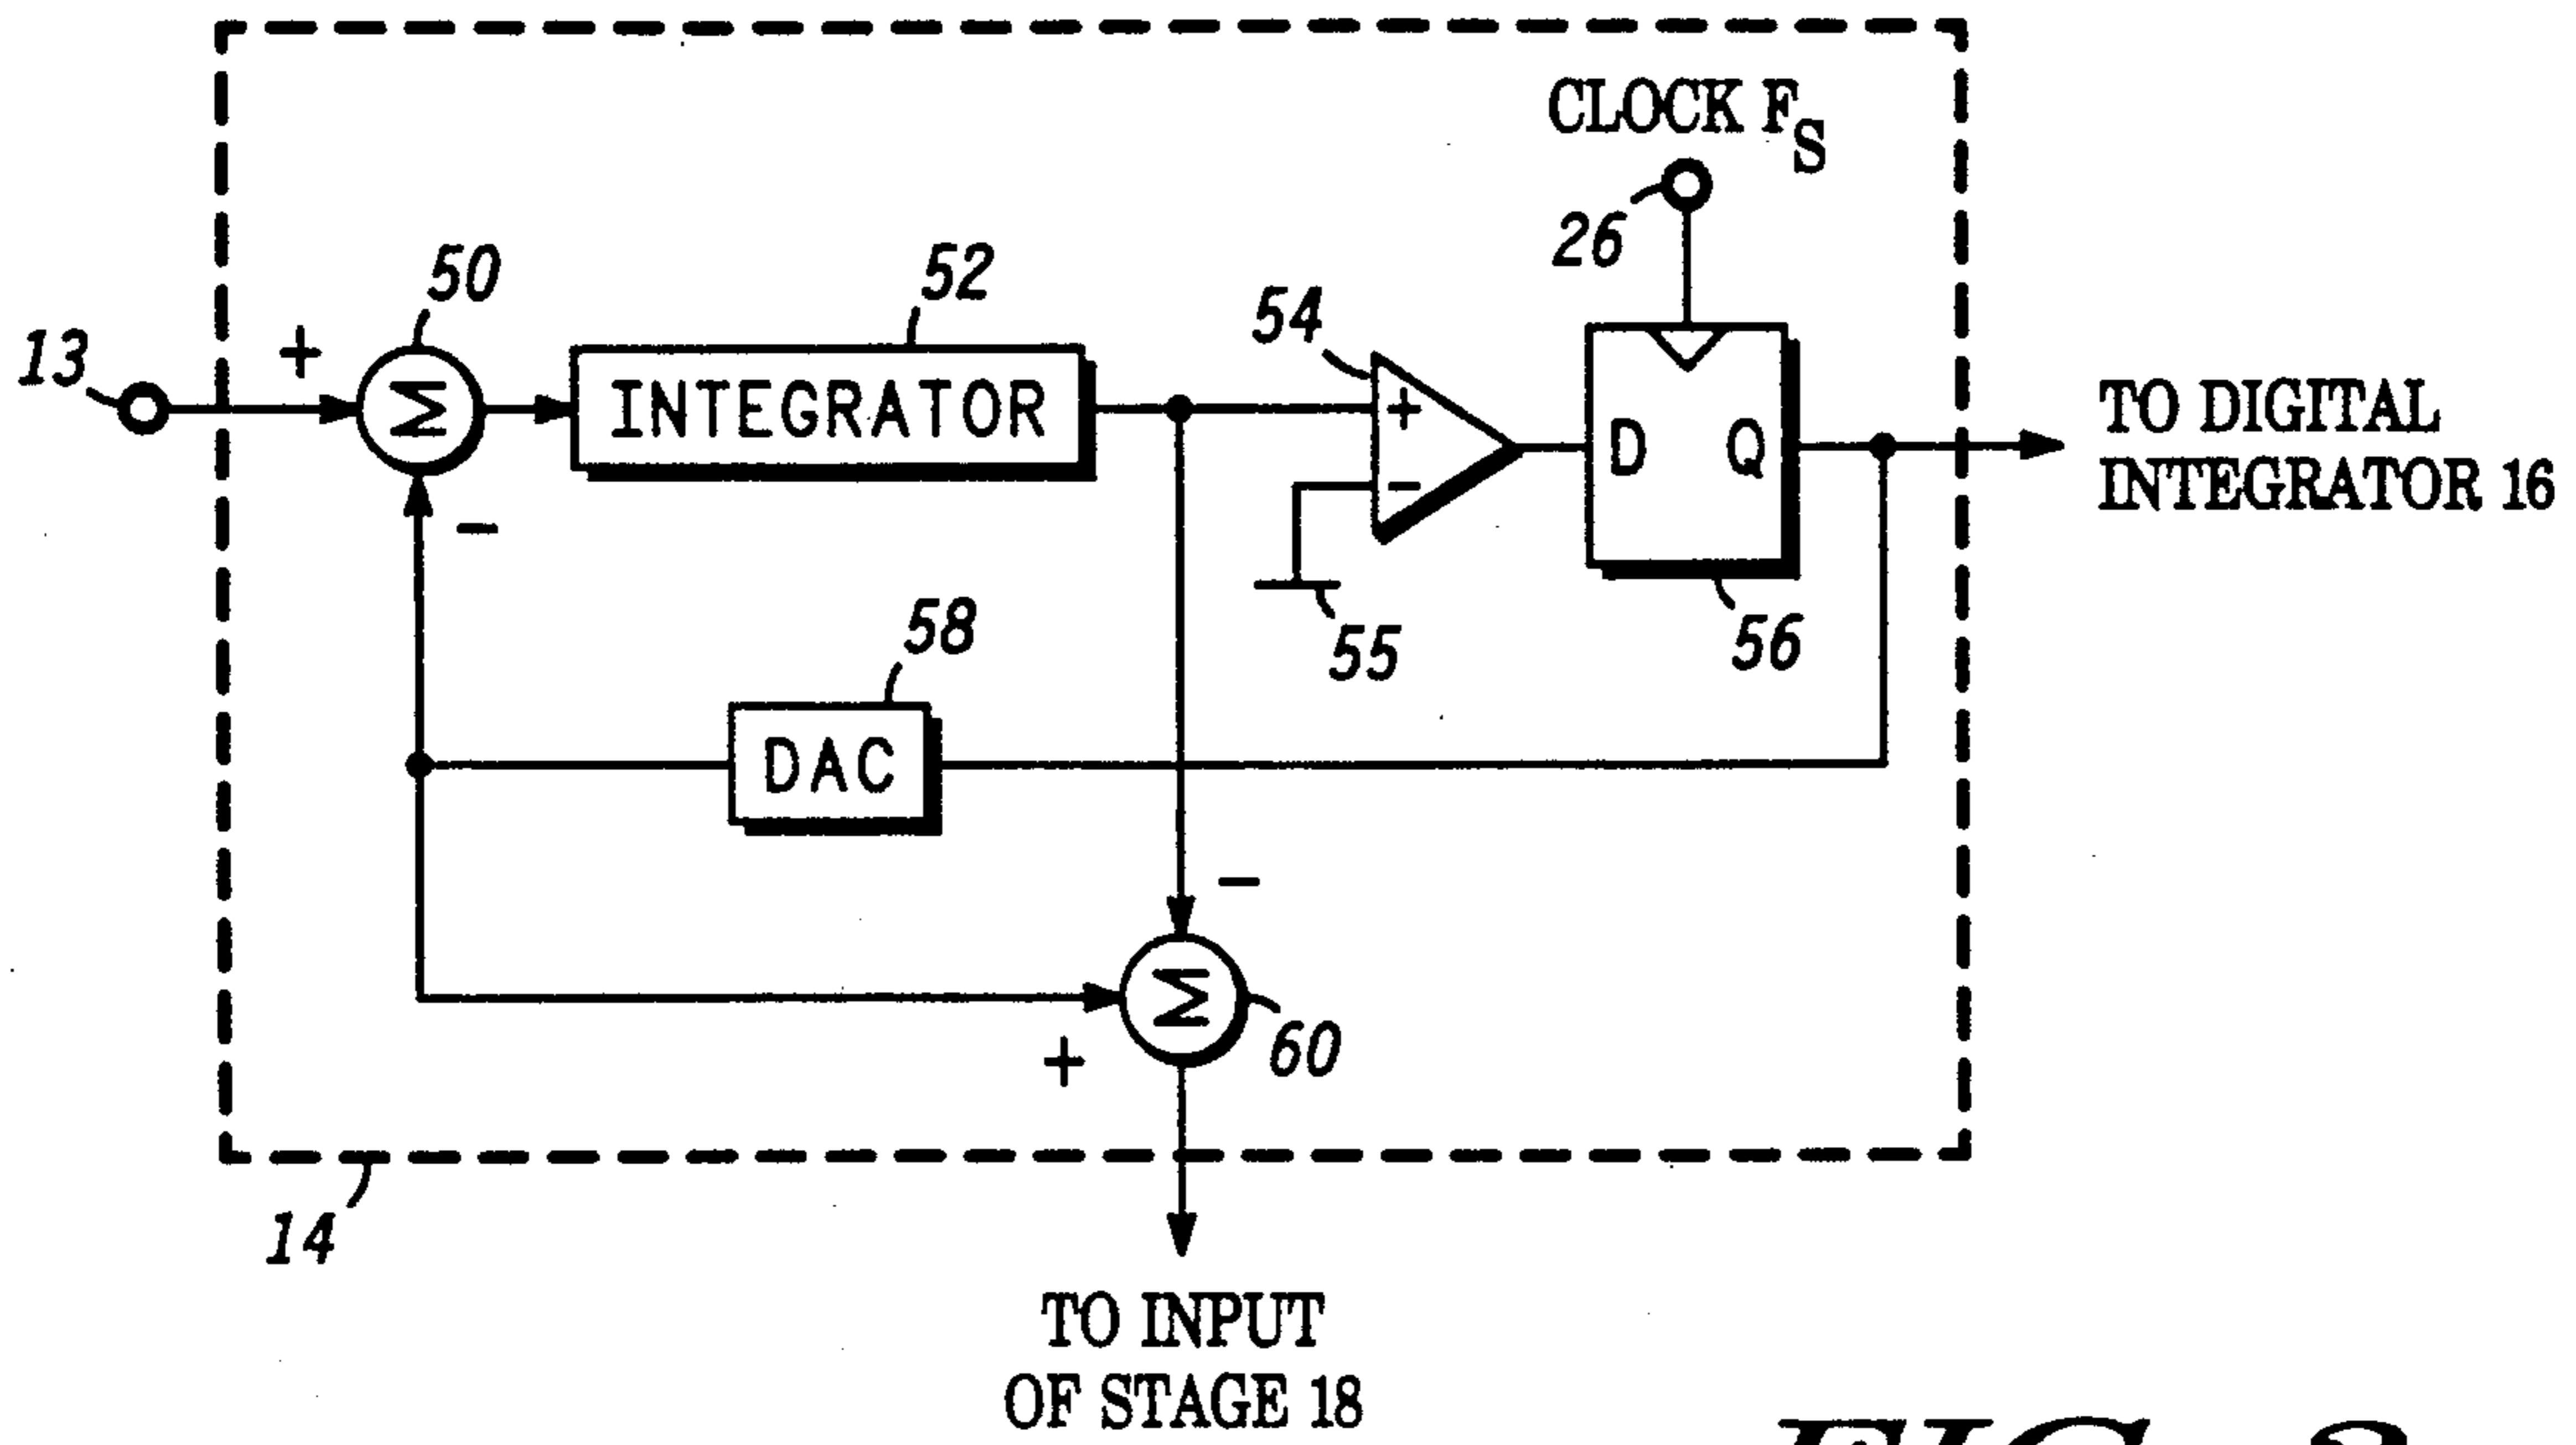 CLOCK FS
26
50
52
54
13
+
Σ
INTEGRATOR
+
-
D Q
TO DIGITAL
INTEGRATOR 16
-
55
56
58
DAC
-
Σ
+
60
14
TO INPUT
OF STAGE 18